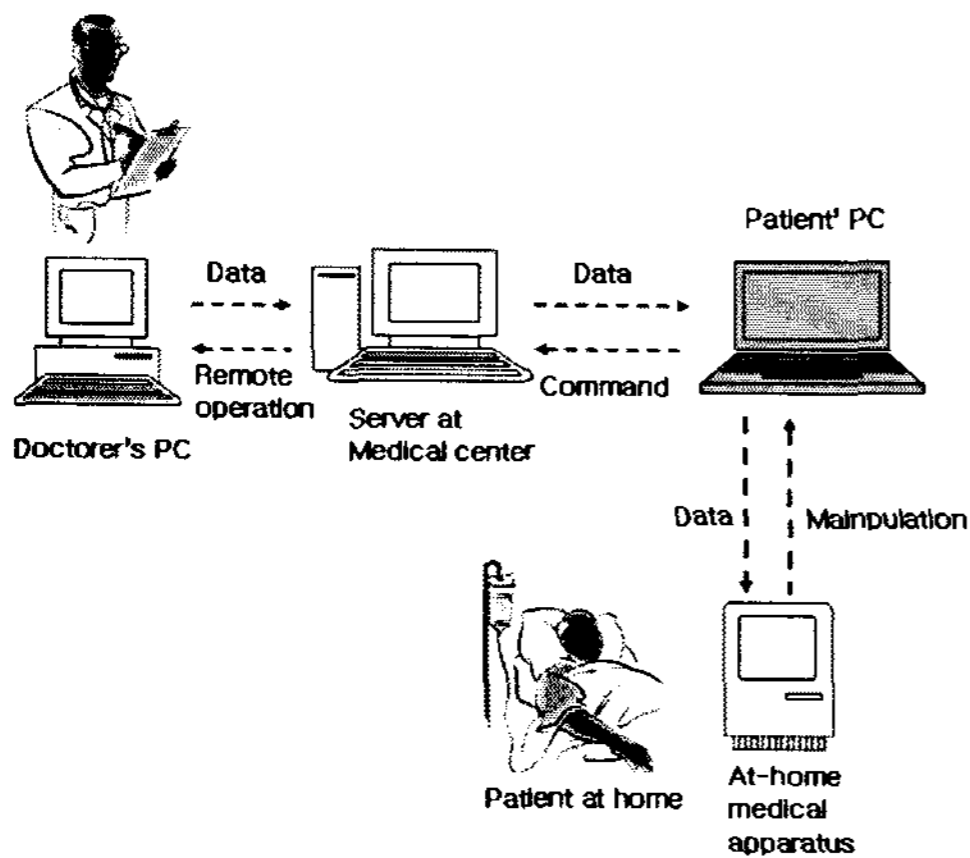 Patient' PC
Data
Data
Remote
operation
Command
Doctorer's PC
Server at
Medical center
Data
Mainpulation
Patient at home
At-home
medical
apparatus